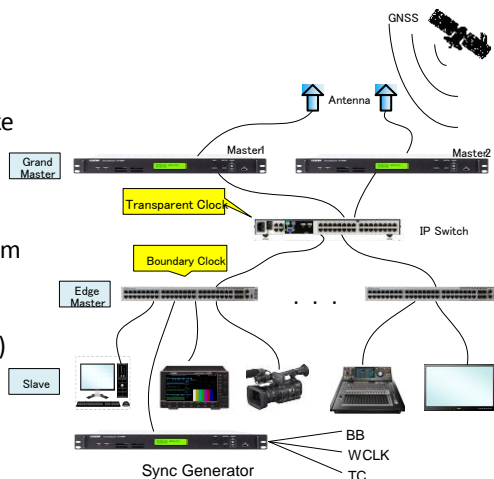 GNSS
Antenna
Master1
Master2
Grand
Master
Transparent Clock
IP Switch
m
Boundary Clock
Edge
Master
. . .
)
Slave
BB
WCLK
TC
Sync Generator